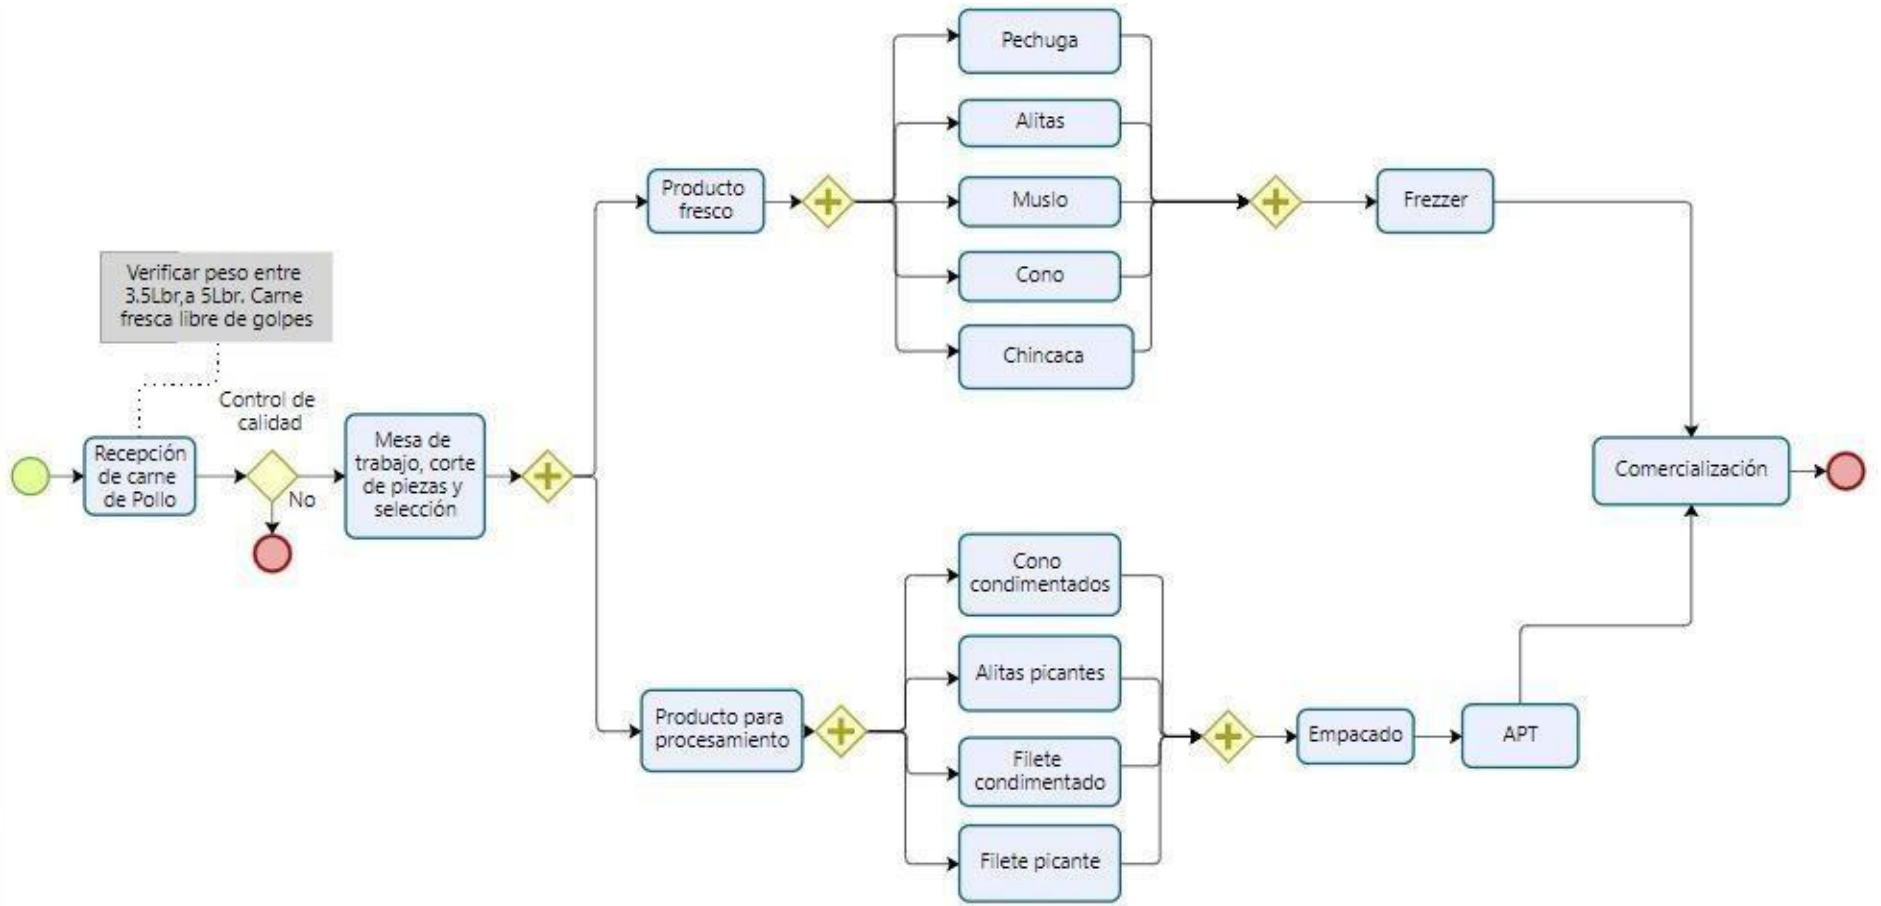 Verificar peso entre
3.5Lbr,a 5Lbr. Carne
fresca libre de golpes
Recepción
de carne
de Pollo
Control de
calidad
No
Mesa de
trabajo, corte
de piezas y
selección
Producto
fresco
Pechuga
Alitas
Muslo
Cono
Chincaca
Frezzer
Producto para
procesamiento
Cono
condimentados
Alitas picantes
Filete
condimentado
Filete picante
Empacado
APT
Comercialización